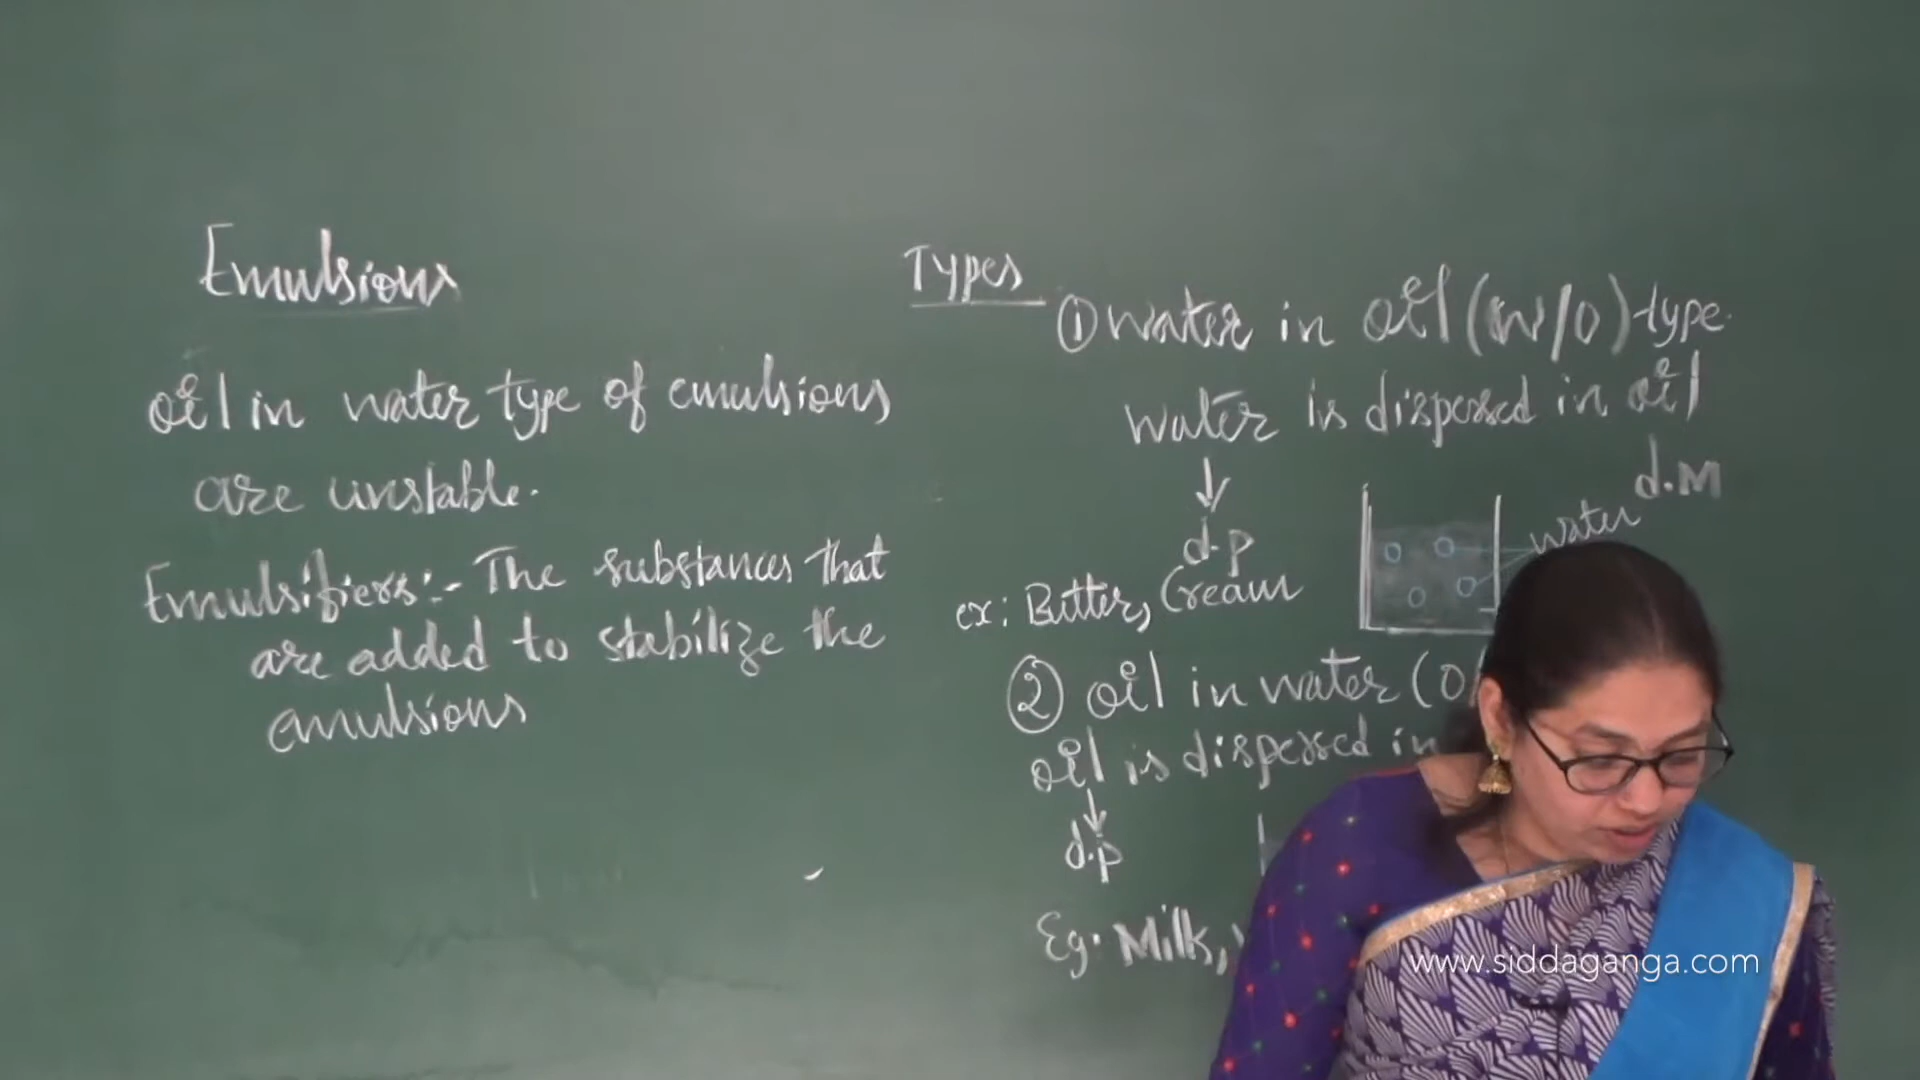 Emulsions
oil in water type of emulsions
are unstable.
Emulsifiers:- The substances that
are added to stabilize the
emulsions
Types
① water in oil (W/O) type.
water is dispersed in oil
d.M
d.p
water
ex: Butter, Cream
② oil in water (O/
oil is dispersed in
d.p
Eg. Milk,
www.siddaganga.com